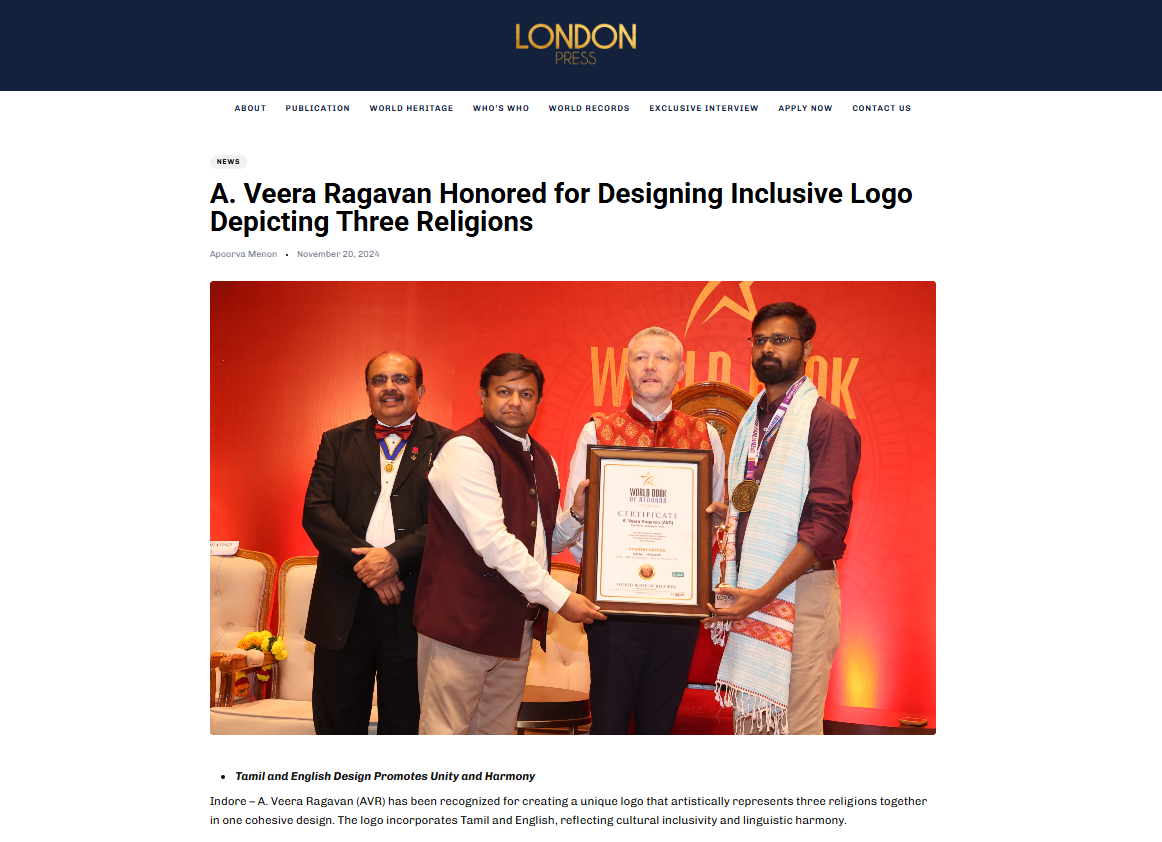 LONDON
PRESS
ABOUT PUBLICATION WORLD HERITAGE WHO'S WHO WORLD RECORDS EXCLUSIVE INTERVIEW APPLY NOW CONTACT US
NEWS
A. Veera Ragavan Honored for Designing Inclusive Logo
Depicting Three Religions
Apoorva Menon • November 20, 2024
WORLD BOOK
OF RECORDS
CERTIFICATE
A. Veera Ragavan (AVR)
WORLD BOOK OF RECORDS
LONDON
• Tamil and English Design Promotes Unity and Harmony
Indore – A. Veera Ragavan (AVR) has been recognized for creating a unique logo that artistically represents three religions together
in one cohesive design. The logo incorporates Tamil and English, reflecting cultural inclusivity and linguistic harmony.